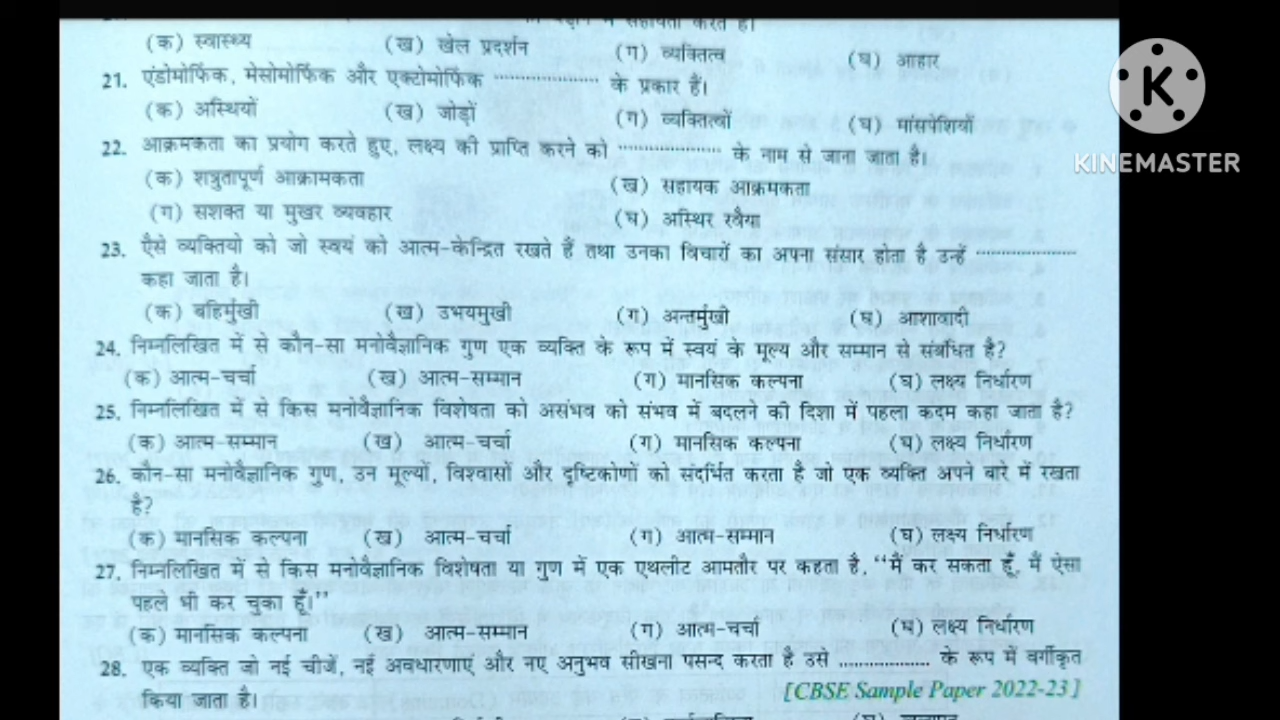 में सहायता करते हैं।
(क) स्वास्थ्य (ख) खेल प्रदर्शन (ग) व्यक्तित्व (घ) आहार
21. एंडोमोर्फिक, मेसोमोर्फिक और एक्टोमोर्फिक ................ के प्रकार हैं।
(क) अस्थियों (ख) जोड़ों (ग) व्यक्तित्वों (घ) मांसपेशियों
22. आक्रमकता का प्रयोग करते हुए, लक्ष्य की प्राप्ति करने को ................ के नाम से जाना जाता है।
(क) शत्रुतापूर्ण आक्रामकता (ख) सहायक आक्रमकता
(ग) सशक्त या मुखर व्यवहार (घ) अस्थिर रवैया
23. ऐसे व्यक्तियो को जो स्वयं को आत्म-केन्द्रित रखते हैं तथा उनका विचारों का अपना संसार होता है उन्हें ................
कहा जाता है।
(क) बहिर्मुखी (ख) उभयमुखी (ग) अन्तर्मुखी (घ) आशावादी
24. निम्नलिखित में से कौन-सा मनोवैज्ञानिक गुण एक व्यक्ति के रूप में स्वयं के मूल्य और सम्मान से संबंधित है?
(क) आत्म-चर्चा (ख) आत्म-सम्मान (ग) मानसिक कल्पना (घ) लक्ष्य निर्धारण
25. निम्नलिखित में से किस मनोवैज्ञानिक विशेषता को असंभव को संभव में बदलने की दिशा में पहला कदम कहा जाता है?
(क) आत्म-सम्मान (ख) आत्म-चर्चा (ग) मानसिक कल्पना (घ) लक्ष्य निर्धारण
26. कौन-सा मनोवैज्ञानिक गुण, उन मूल्यों, विश्वासों और दृष्टिकोणों को संदर्भित करता है जो एक व्यक्ति अपने बारे में रखता
है?
(क) मानसिक कल्पना (ख) आत्म-चर्चा (ग) आत्म-सम्मान (घ) लक्ष्य निर्धारण
27. निम्नलिखित में से किस मनोवैज्ञानिक विशेषता या गुण में एक एथलीट आमतौर पर कहता है, "मैं कर सकता हूँ, मैं ऐसा
पहले भी कर चुका हूँ।"
(क) मानसिक कल्पना (ख) आत्म-सम्मान (ग) आत्म-चर्चा (घ) लक्ष्य निर्धारण
28. एक व्यक्ति जो नई चीजें, नई अवधारणाएं और नए अनुभव सीखना पसन्द करता है उसे ................ के रूप में वर्गीकृत
किया जाता है। [CBSE Sample Paper 2022-23]
K
KINEMASTER